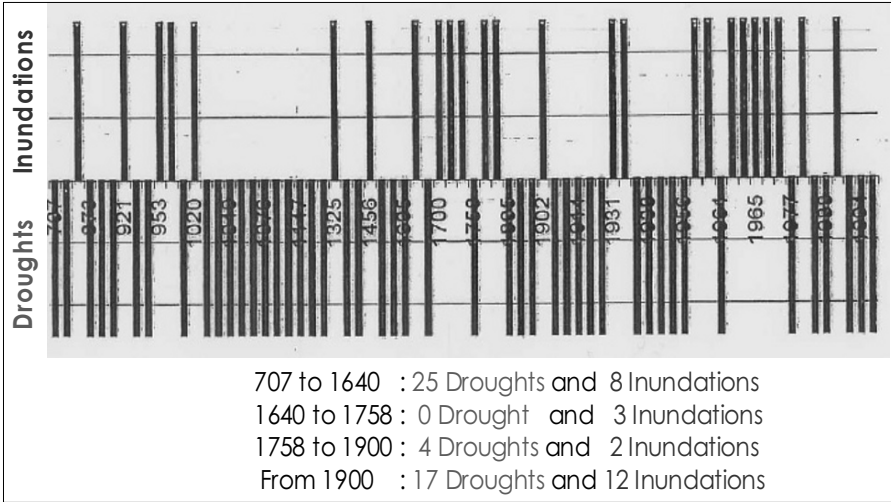 Inundations
Droughts
921
953
1020
1325
1458
1700
1902
1931
1965
707 to 1640 : 25 Droughts and 8 Inundations
1640 to 1758 : 0 Drought and 3 Inundations
1758 to 1900 : 4 Droughts and 2 Inundations
From 1900 : 17 Droughts and 12 Inundations